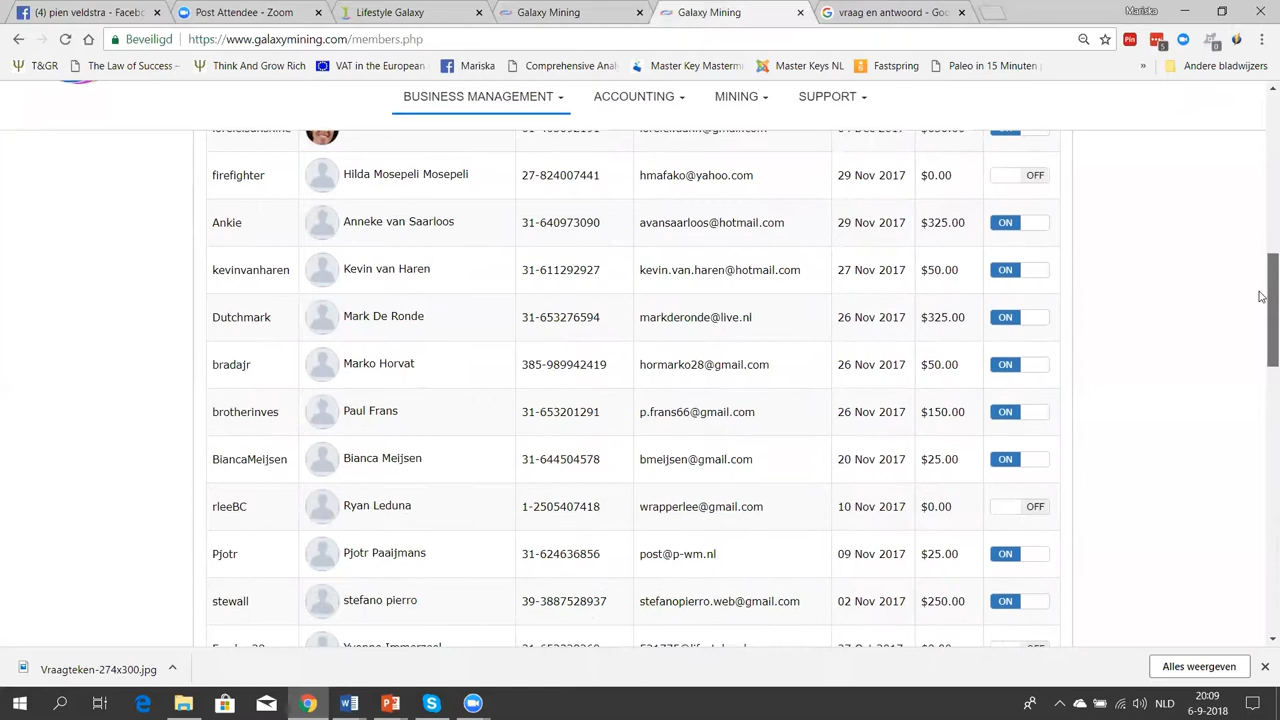 pien veldstra - Facebo
Post Attendee - Zoom
Lifestyle Galaxy
Galaxy Mining
Galaxy Mining
vraag en antwoord - Goo
Mariska
Beveiligd
https://www.galaxymining.com/members.php
T&GR
The Law of Success –
Think And Grow Rich
VAT in the European
Mariska
Comprehensive Anal
Master Key Masterm
Master Keys NL
Fastspring
Paleo in 15 Minuten
Andere bladwijzers
BUSINESS MANAGEMENT
ACCOUNTING
MINING
SUPPORT
firefighter Hilda Mosepeli Mosepeli 27-824007441 hmafako@yahoo.com 29 Nov 2017 $0.00 OFF
Ankie Anneke van Saarloos 31-640973090 avansaarloos@hotmail.com 29 Nov 2017 $325.00 ON
kevinvanharen Kevin van Haren 31-611292927 kevin.van.haren@hotmail.com 27 Nov 2017 $50.00 ON
Dutchmark Mark De Ronde 31-653276594 markderonde@live.nl 26 Nov 2017 $325.00 ON
bradajr Marko Horvat 385-989942419 hormarko28@gmail.com 26 Nov 2017 $50.00 ON
brotherinves Paul Frans 31-653201291 p.frans66@gmail.com 26 Nov 2017 $150.00 ON
BiancaMeijsen Bianca Meijsen 31-644504578 bmeijsen@gmail.com 20 Nov 2017 $25.00 ON
rleeBC Ryan Leduna 1-2505407418 wrapperlee@gmail.com 10 Nov 2017 $0.00 OFF
Pjotr Pjotr Paaijmans 31-624636856 post@p-wm.nl 09 Nov 2017 $25.00 ON
stewall stefano pierro 39-3887528937 stefanopierro.web@gmail.com 02 Nov 2017 $250.00 ON
Vraagteken-274x300.jpg
Alles weergeven
NLD
20:09
6-9-2018